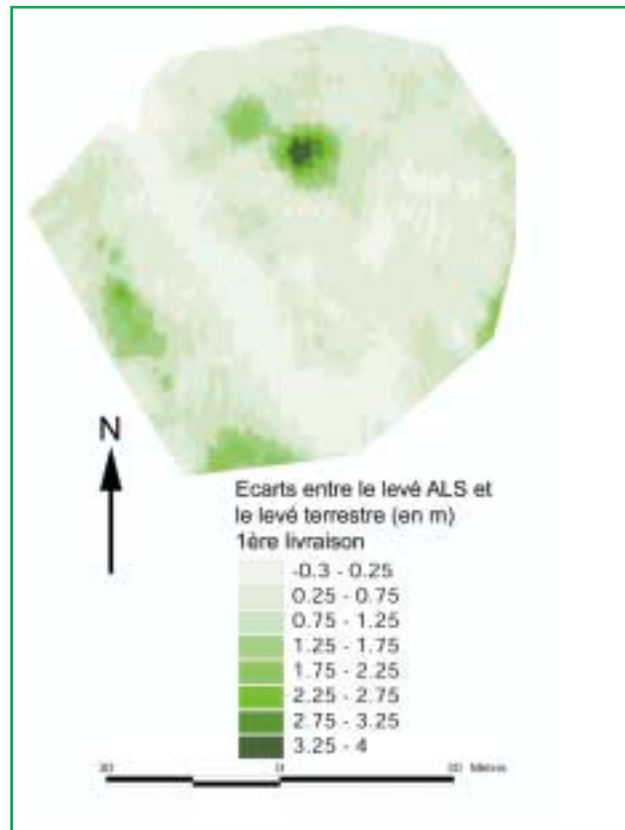 N
Ecarts entre le levé ALS et
le levé terrestre (en m)
1ère livraison
-0.3 - 0.25
0.25 - 0.75
0.75 - 1.25
1.25 - 1.75
1.75 - 2.25
2.25 - 2.75
2.75 - 3.25
3.25 - 4
0 Mètres